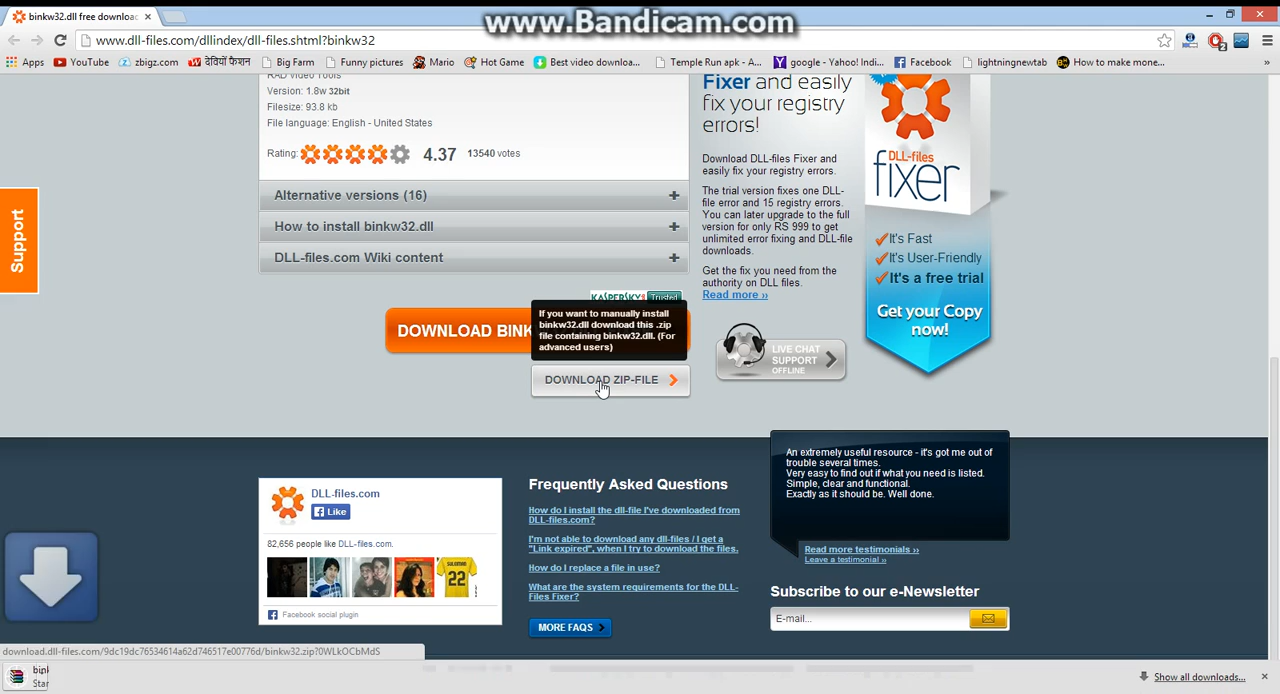 binkw32.dll free download
www.Bandicam.com
www.dll-files.com/dllindex/dll-files.shtml?binkw32
2
Apps YouTube zbigz.com देवियों फैशन Big Farm Funny pictures Mario Hot Game Best video downloa... Temple Run apk - A... google - Yahoo! Indi... Facebook lightningnewtab How to make mone... »
RAD Video Tools
Version: 1.8w 32bit
Filesize: 93.8 kb
File language: English - United States
Rating: 4.37 13540 votes
Alternative versions (16) +
How to install binkw32.dll +
DLL-files.com Wiki content +
Support
KASPERSKY Trusted
DOWNLOAD BINK
If you want to manually install
binkw32.dll download this .zip
file containing binkw32.dll. (For
advanced users)
DOWNLOAD ZIP-FILE
Fixer and easily
fix your registry
errors!
Download DLL-files Fixer and
easily fix your registry errors.
The trial version fixes one DLL-
file error and 15 registry errors.
You can later upgrade to the full
version for only RS 999 to get
unlimited error fixing and DLL-file
downloads.
Get the fix you need from the
authority on DLL files.
Read more ››
LIVE CHAT
SUPPORT
OFFLINE
DLL-files
fixer
It's Fast
It's User-Friendly
It's a free trial
Get your Copy
now!
DLL-files.com
Like
82,656 people like DLL-files.com.
22
Facebook social plugin
Frequently Asked Questions
How do I install the dll-file I've downloaded from
DLL-files.com?
I'm not able to download any dll-files / I get a
"Link expired", when I try to download the files.
How do I replace a file in use?
What are the system requirements for the DLL-
Files Fixer?
MORE FAQS
An extremely useful resource - it's got me out of
trouble several times.
Very easy to find out if what you need is listed.
Simple, clear and functional.
Exactly as it should be. Well done.
Read more testimonials ››
Leave a testimonial ››
Subscribe to our e-Newsletter
E-mail...
download.dll-files.com/9dc19dc76534614a62d746517e00776d/binkw32.zip?0WLkOCbMdS
bink
Star
Show all downloads...